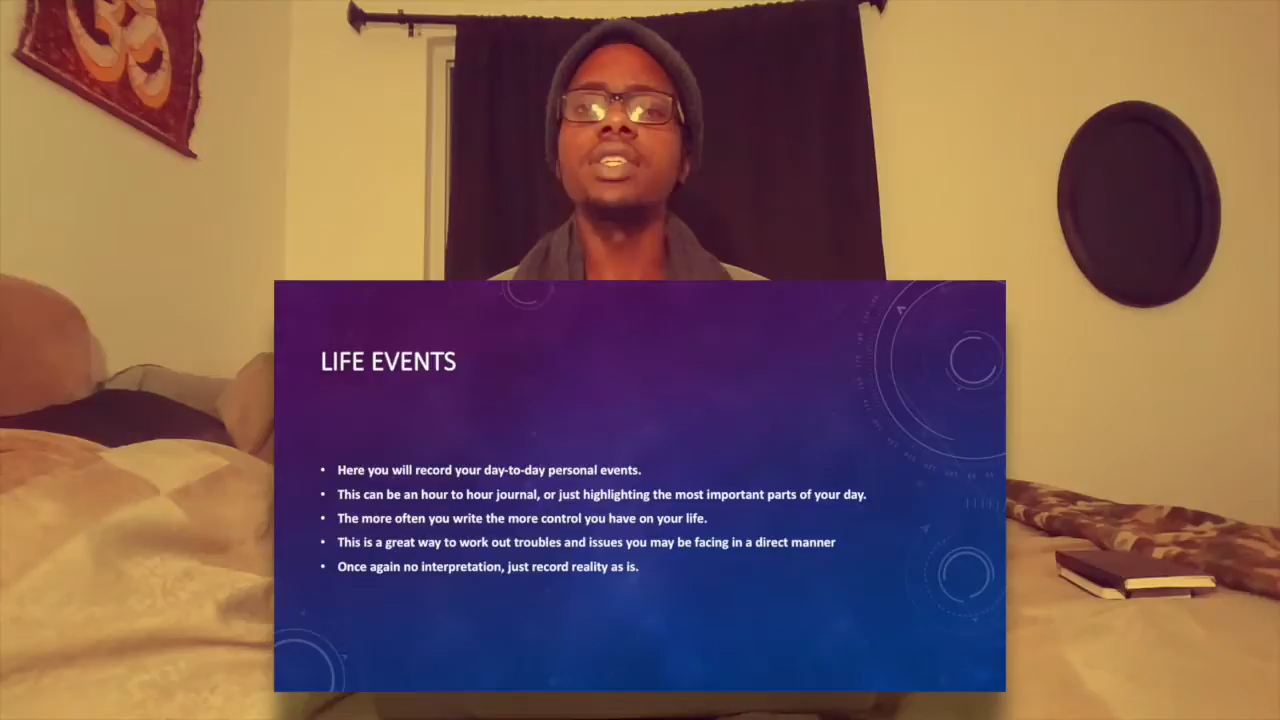 LIFE EVENTS
• Here you will record your day-to-day personal events.
• This can be an hour to hour journal, or just highlighting the most important parts of your day.
• The more often you write the more control you have on your life.
• This is a great way to work out troubles and issues you may be facing in a direct manner
• Once again no interpretation, just record reality as is.